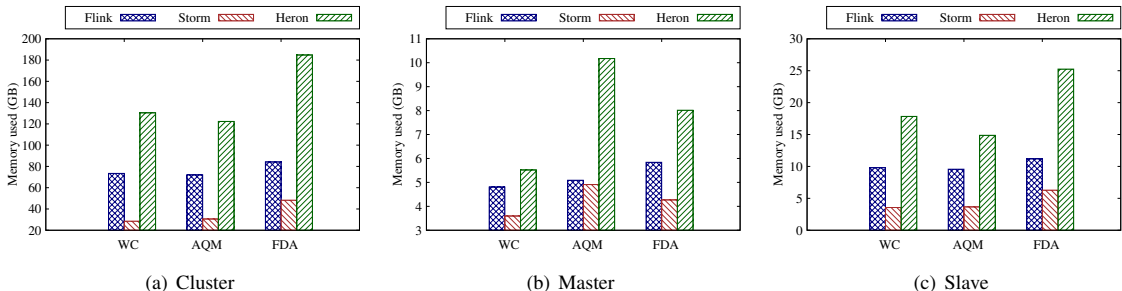 Flink Storm Heron
Memory used (GB)
200
180
160
140
120
100
80
60
40
20
WC AQM FDA
(a) Cluster
Flink Storm Heron
Memory used (GB)
11
10
9
8
7
6
5
4
3
WC AQM FDA
(b) Master
Flink Storm Heron
Memory used (GB)
30
25
20
15
10
5
0
WC AQM FDA
(c) Slave